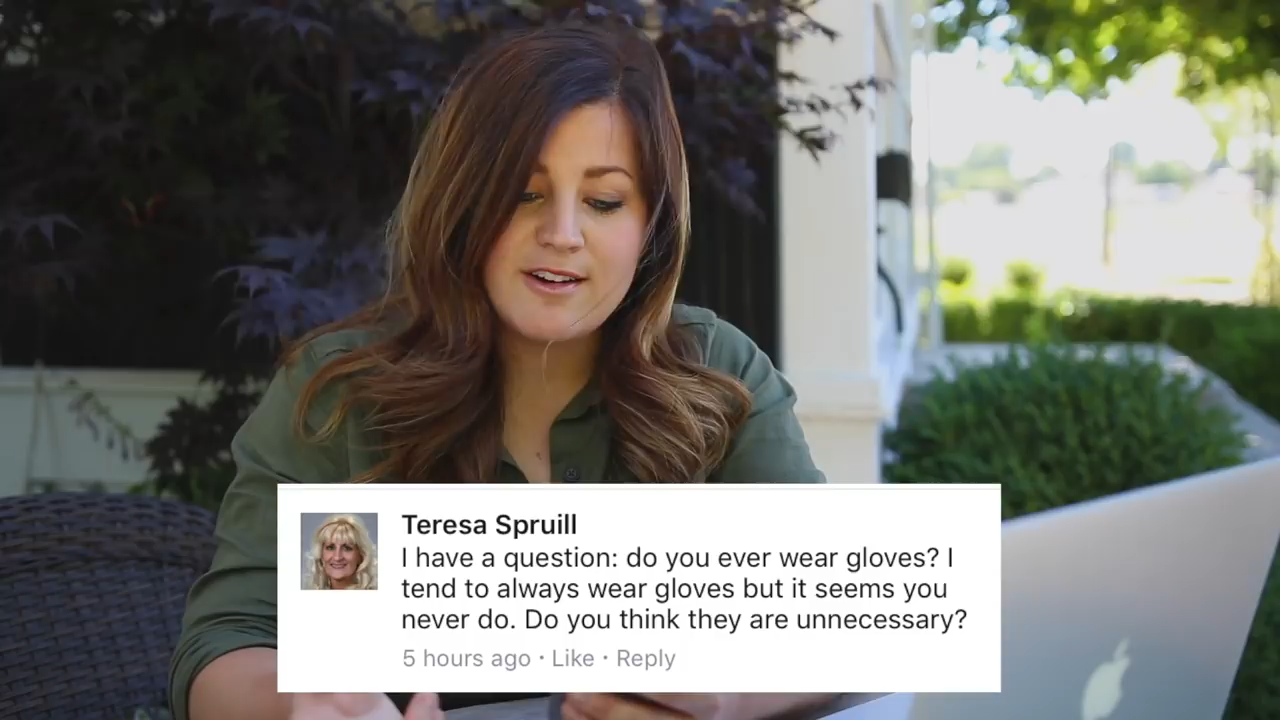 Teresa Spruill
I have a question: do you ever wear gloves? I
tend to always wear gloves but it seems you
never do. Do you think they are unnecessary?
5 hours ago · Like · Reply